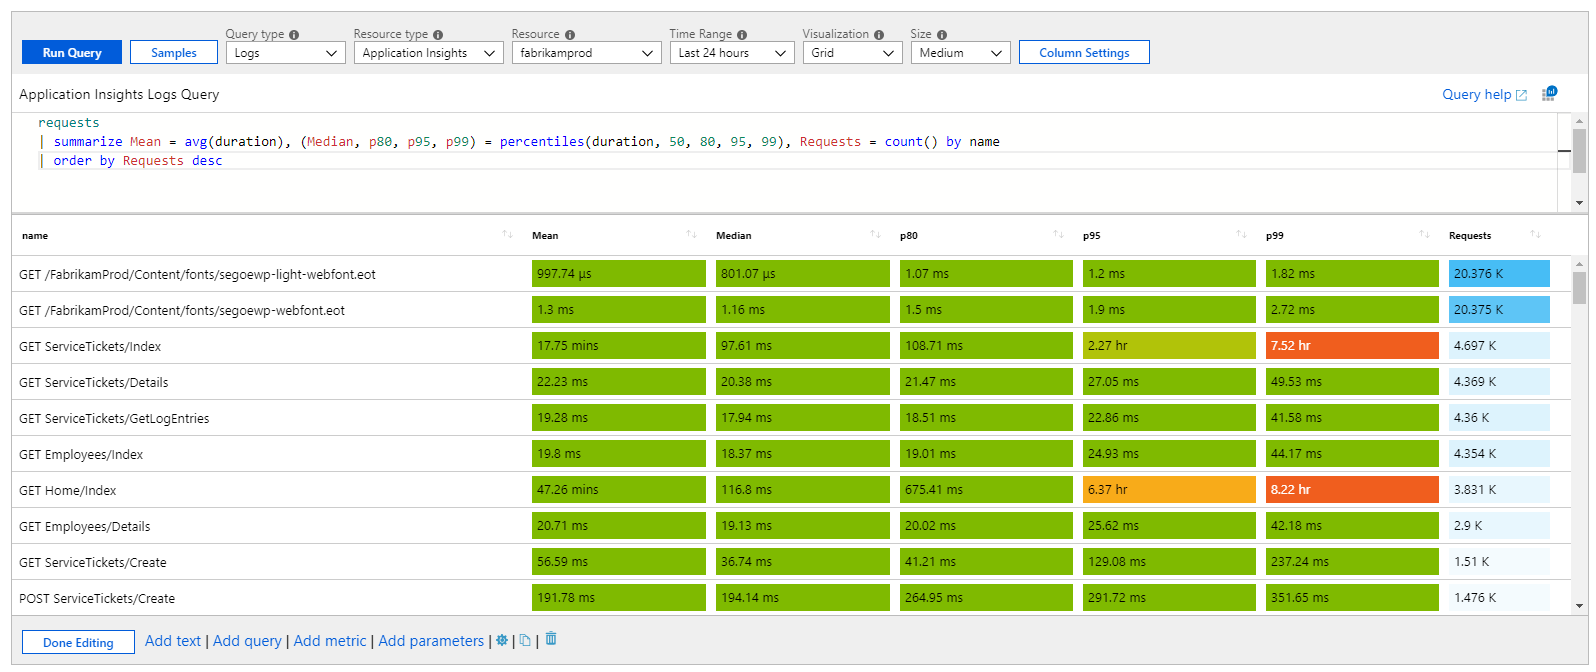 Query type Resource type Resource Time Range Visualization Size
Run Query Samples Logs Application Insights fabrikamprod Last 24 hours Grid Medium Column Settings
Application Insights Logs Query Query help
requests
| summarize Mean = avg(duration), (Median, p80, p95, p99) = percentiles(duration, 50, 80, 95, 99), Requests = count() by name
| order by Requests desc
name Mean Median p80 p95 p99 Requests
GET /FabrikamProd/Content/fonts/segoewp-light-webfont.eot 997.74 µs 801.07 µs 1.07 ms 1.2 ms 1.82 ms 20.376 K
GET /FabrikamProd/Content/fonts/segoewp-webfont.eot 1.3 ms 1.16 ms 1.5 ms 1.9 ms 2.72 ms 20.375 K
GET ServiceTickets/Index 17.75 mins 97.61 ms 108.71 ms 2.27 hr 7.52 hr 4.697 K
GET ServiceTickets/Details 22.23 ms 20.38 ms 21.47 ms 27.05 ms 49.53 ms 4.369 K
GET ServiceTickets/GetLogEntries 19.28 ms 17.94 ms 18.51 ms 22.86 ms 41.58 ms 4.36 K
GET Employees/Index 19.8 ms 18.37 ms 19.01 ms 24.93 ms 44.17 ms 4.354 K
GET Home/Index 47.26 mins 116.8 ms 675.41 ms 6.37 hr 8.22 hr 3.831 K
GET Employees/Details 20.71 ms 19.13 ms 20.02 ms 25.62 ms 42.18 ms 2.9 K
GET ServiceTickets/Create 56.59 ms 36.74 ms 41.21 ms 129.08 ms 237.24 ms 1.51 K
POST ServiceTickets/Create 191.78 ms 194.14 ms 264.95 ms 291.72 ms 351.65 ms 1.476 K
Done Editing Add text | Add query | Add metric | Add parameters | | |